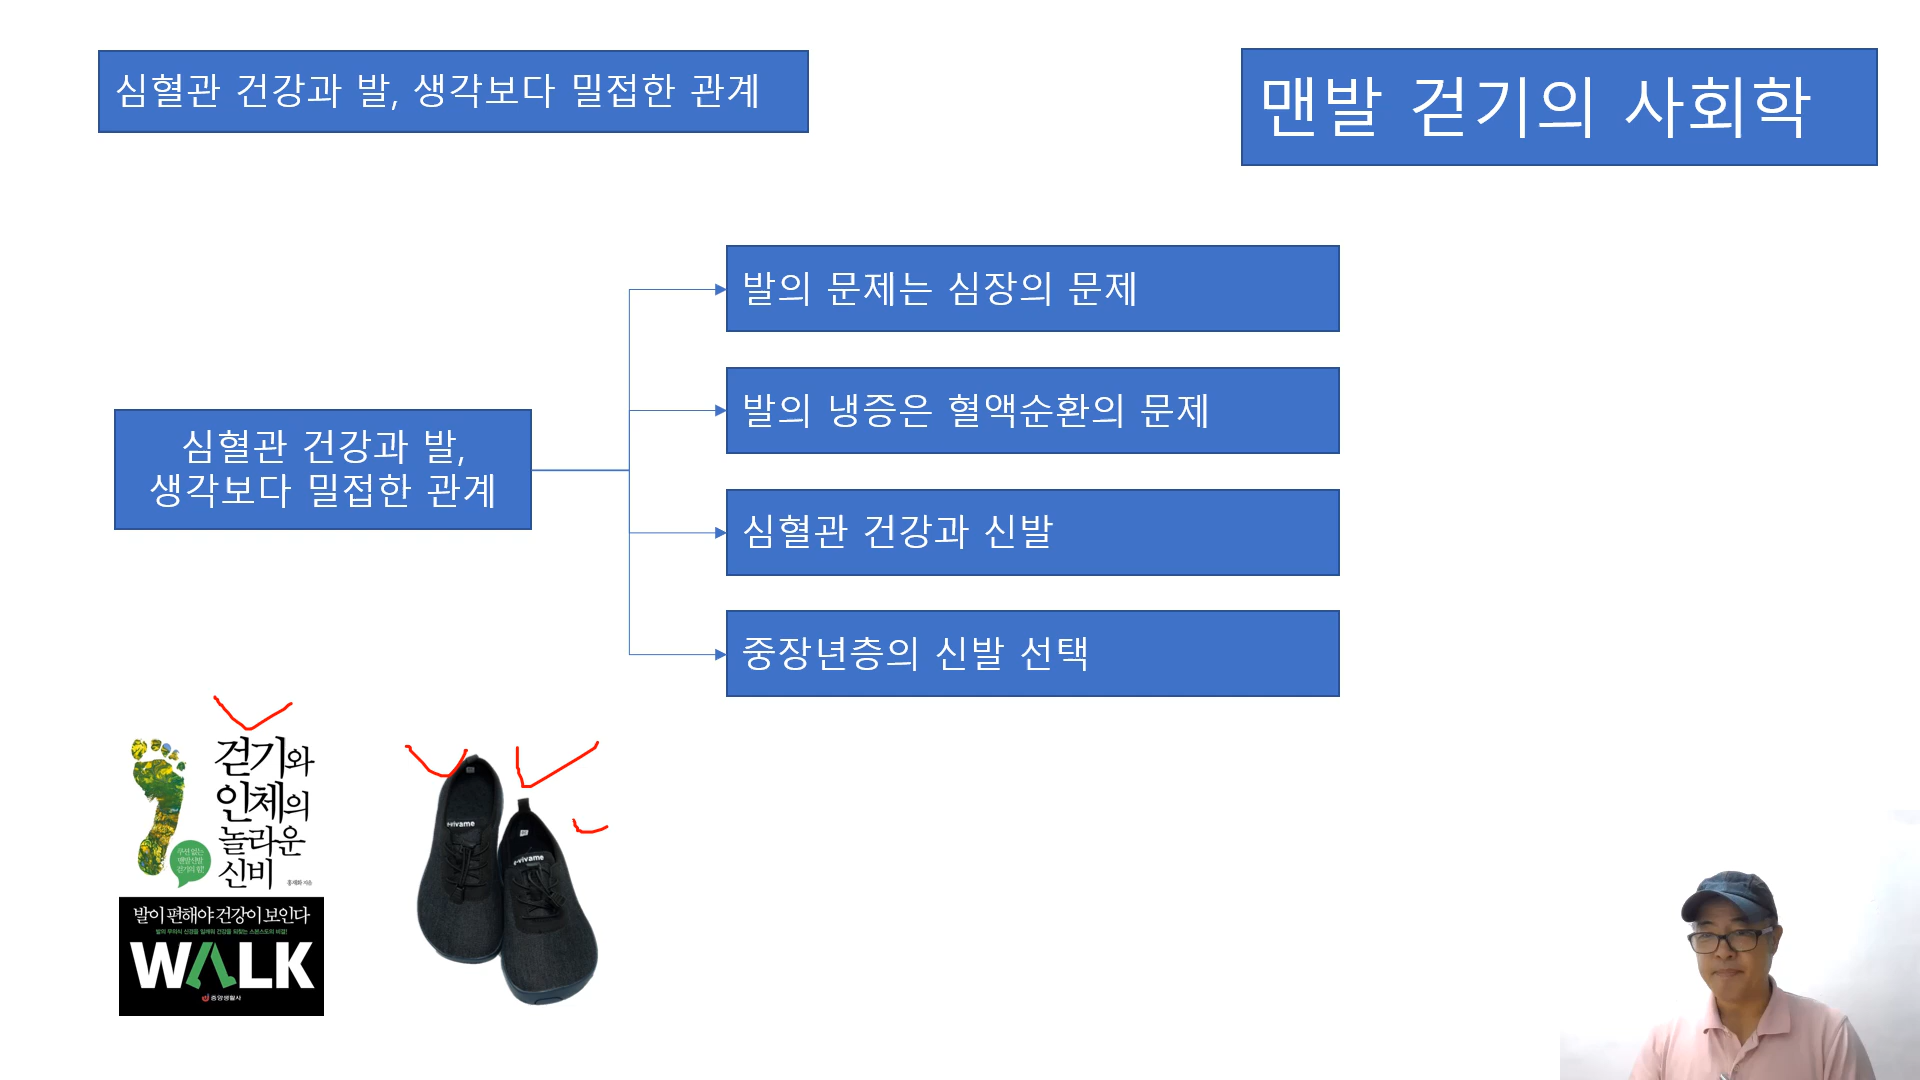 심혈관 건강과 발, 생각보다 밀접한 관계
맨발 걷기의 사회학
발의 문제는 심장의 문제
발의 냉증은 혈액순환의 문제
심혈관 건강과 발,
생각보다 밀접한 관계
심혈관 건강과 신발
중장년층의 신발 선택
걷기와
인체의
놀라운
신비
발이 편해야 건강이 보인다
WALK
중앙생활사
vivame
vivame